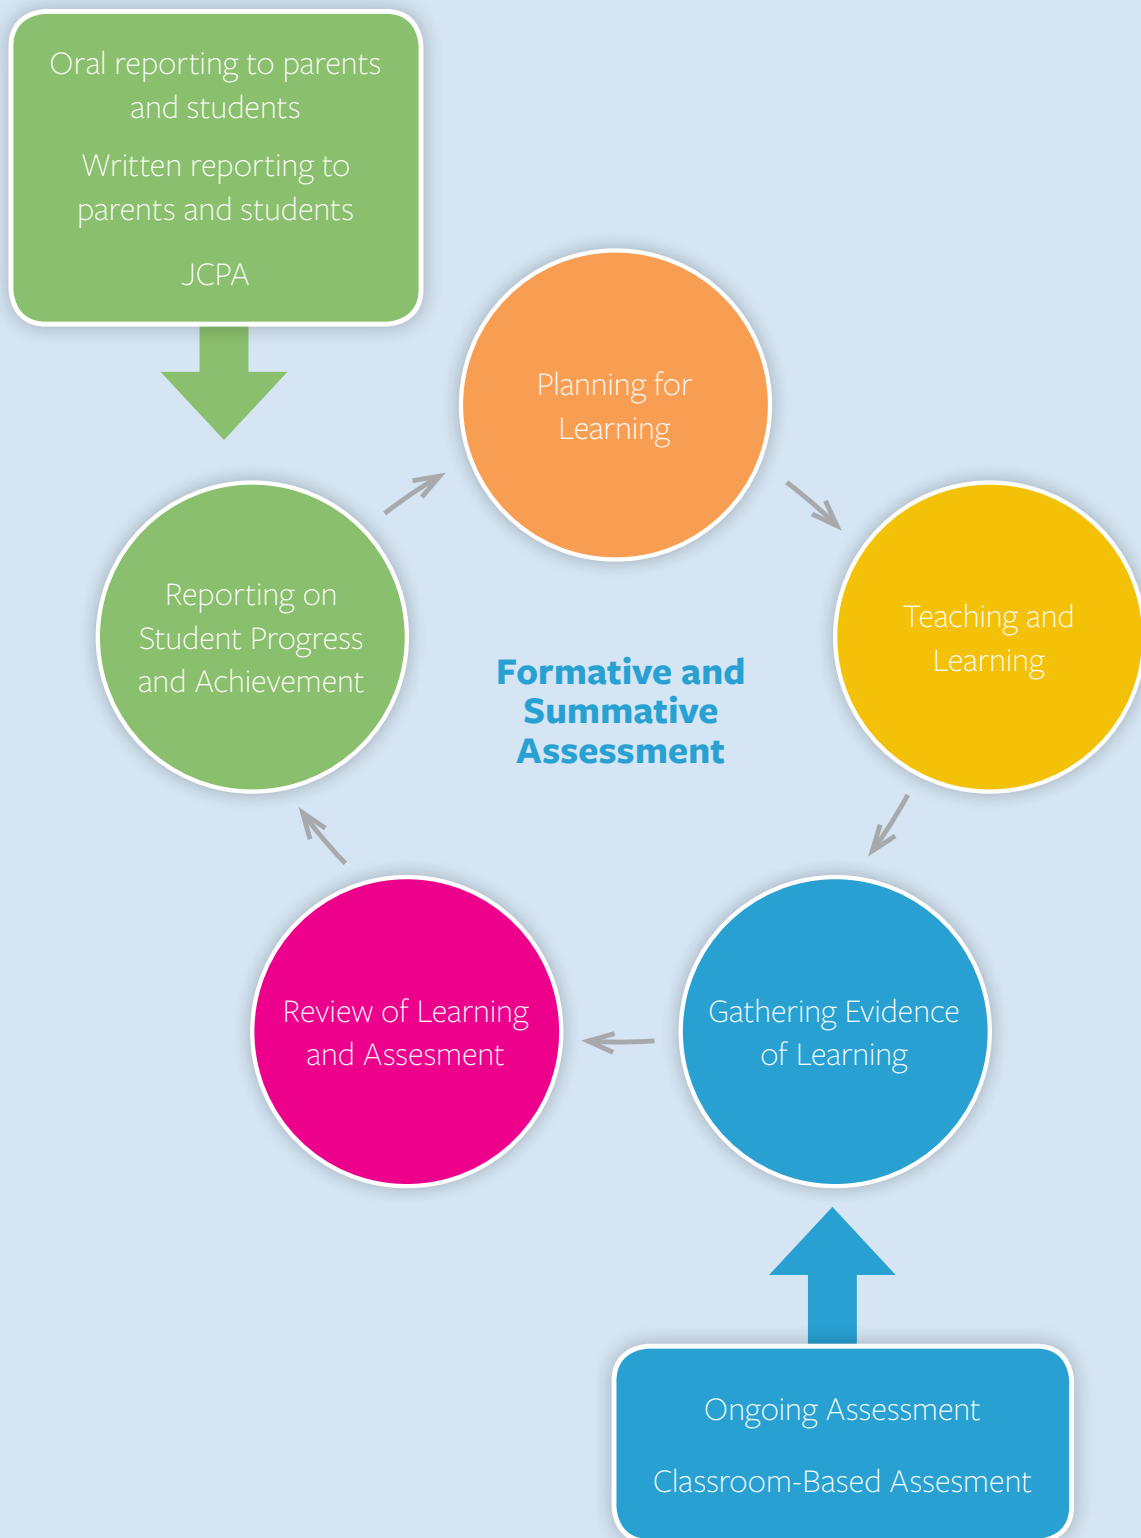 Oral reporting to parents
and students
Written reporting to
parents and students
JCPA
Planning for
Learning
Teaching and
Learning
Reporting on
Student Progress
and Achievement
Formative and
Summative
Assessment
Review of Learning
and Assesment
Gathering Evidence
of Learning
Ongoing Assessment
Classroom-Based Assesment